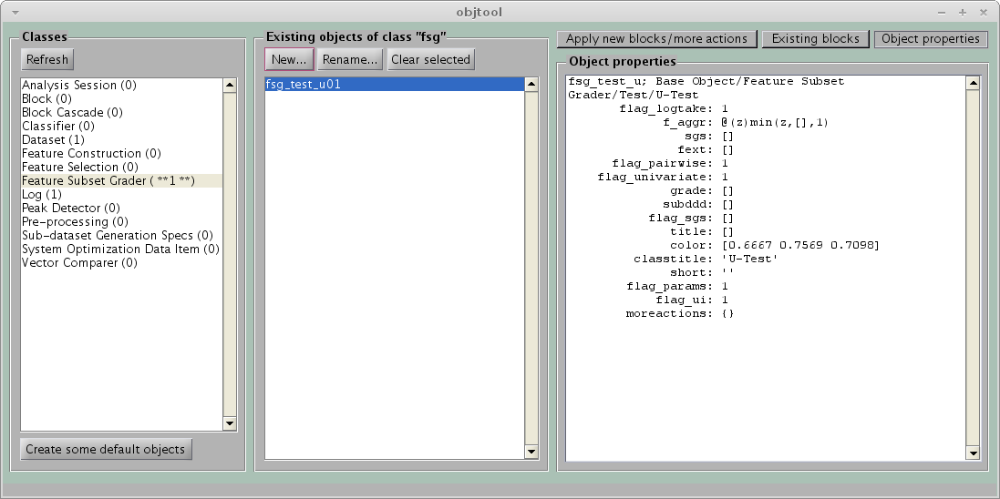 objtool
Classes
Refresh
Analysis Session (0)
Block (0)
Block Cascade (0)
Classifier (0)
Dataset (1)
Feature Construction (0)
Feature Selection (0)
Feature Subset Grader ( **1 **)
Log (1)
Peak Detector (0)
Pre-processing (0)
Sub-dataset Generation Specs (0)
System Optimization Data Item (0)
Vector Comparer (0)
Create some default objects
Existing objects of class "fsg"
New... Rename... Clear selected
fsg_test_u01
Apply new blocks/more actions Existing blocks Object properties
Object properties
fsg_test_u; Base Object/Feature Subset
Grader/Test/U-Test
flag_logtake: 1
f_aggr: @(z)min(z,[],1)
sgs: []
fext: []
flag_pairwise: 1
flag_univariate: 1
grade: []
subddd: []
flag_sgs: []
title: []
color: [0.6667 0.7569 0.7098]
classtitle: 'U-Test'
short: ''
flag_params: 1
flag_ui: 1
moreactions: {}